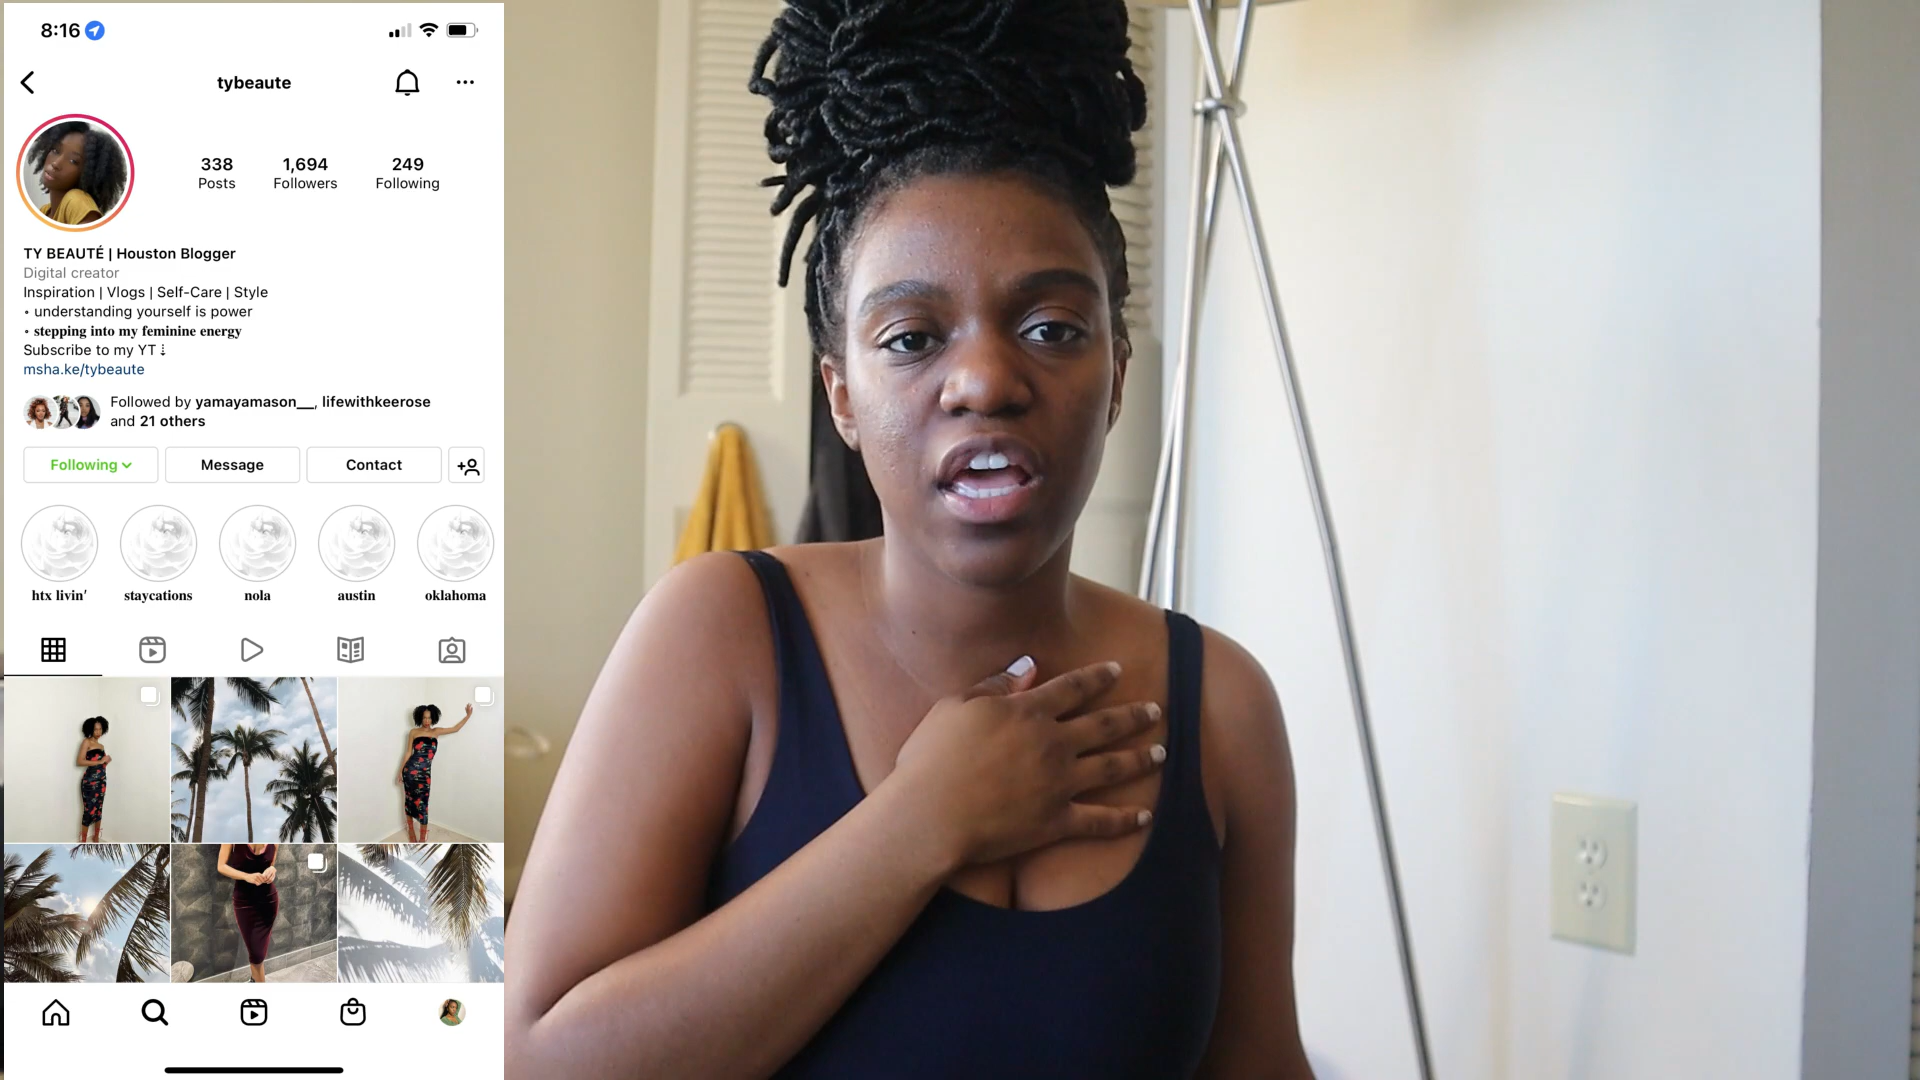 8:16
tybeaute
338
Posts
1,694
Followers
249
Following
TY BEAUTÉ | Houston Blogger
Digital creator
Inspiration | Vlogs | Self-Care | Style
◦ understanding yourself is power
◦ stepping into my feminine energy
Subscribe to my YT⇣
msha.ke/tybeaute
Followed by yamayamason__, lifewithkeerose
and 21 others
Following
Message
Contact
htx livin'
staycations
nola
austin
oklahoma